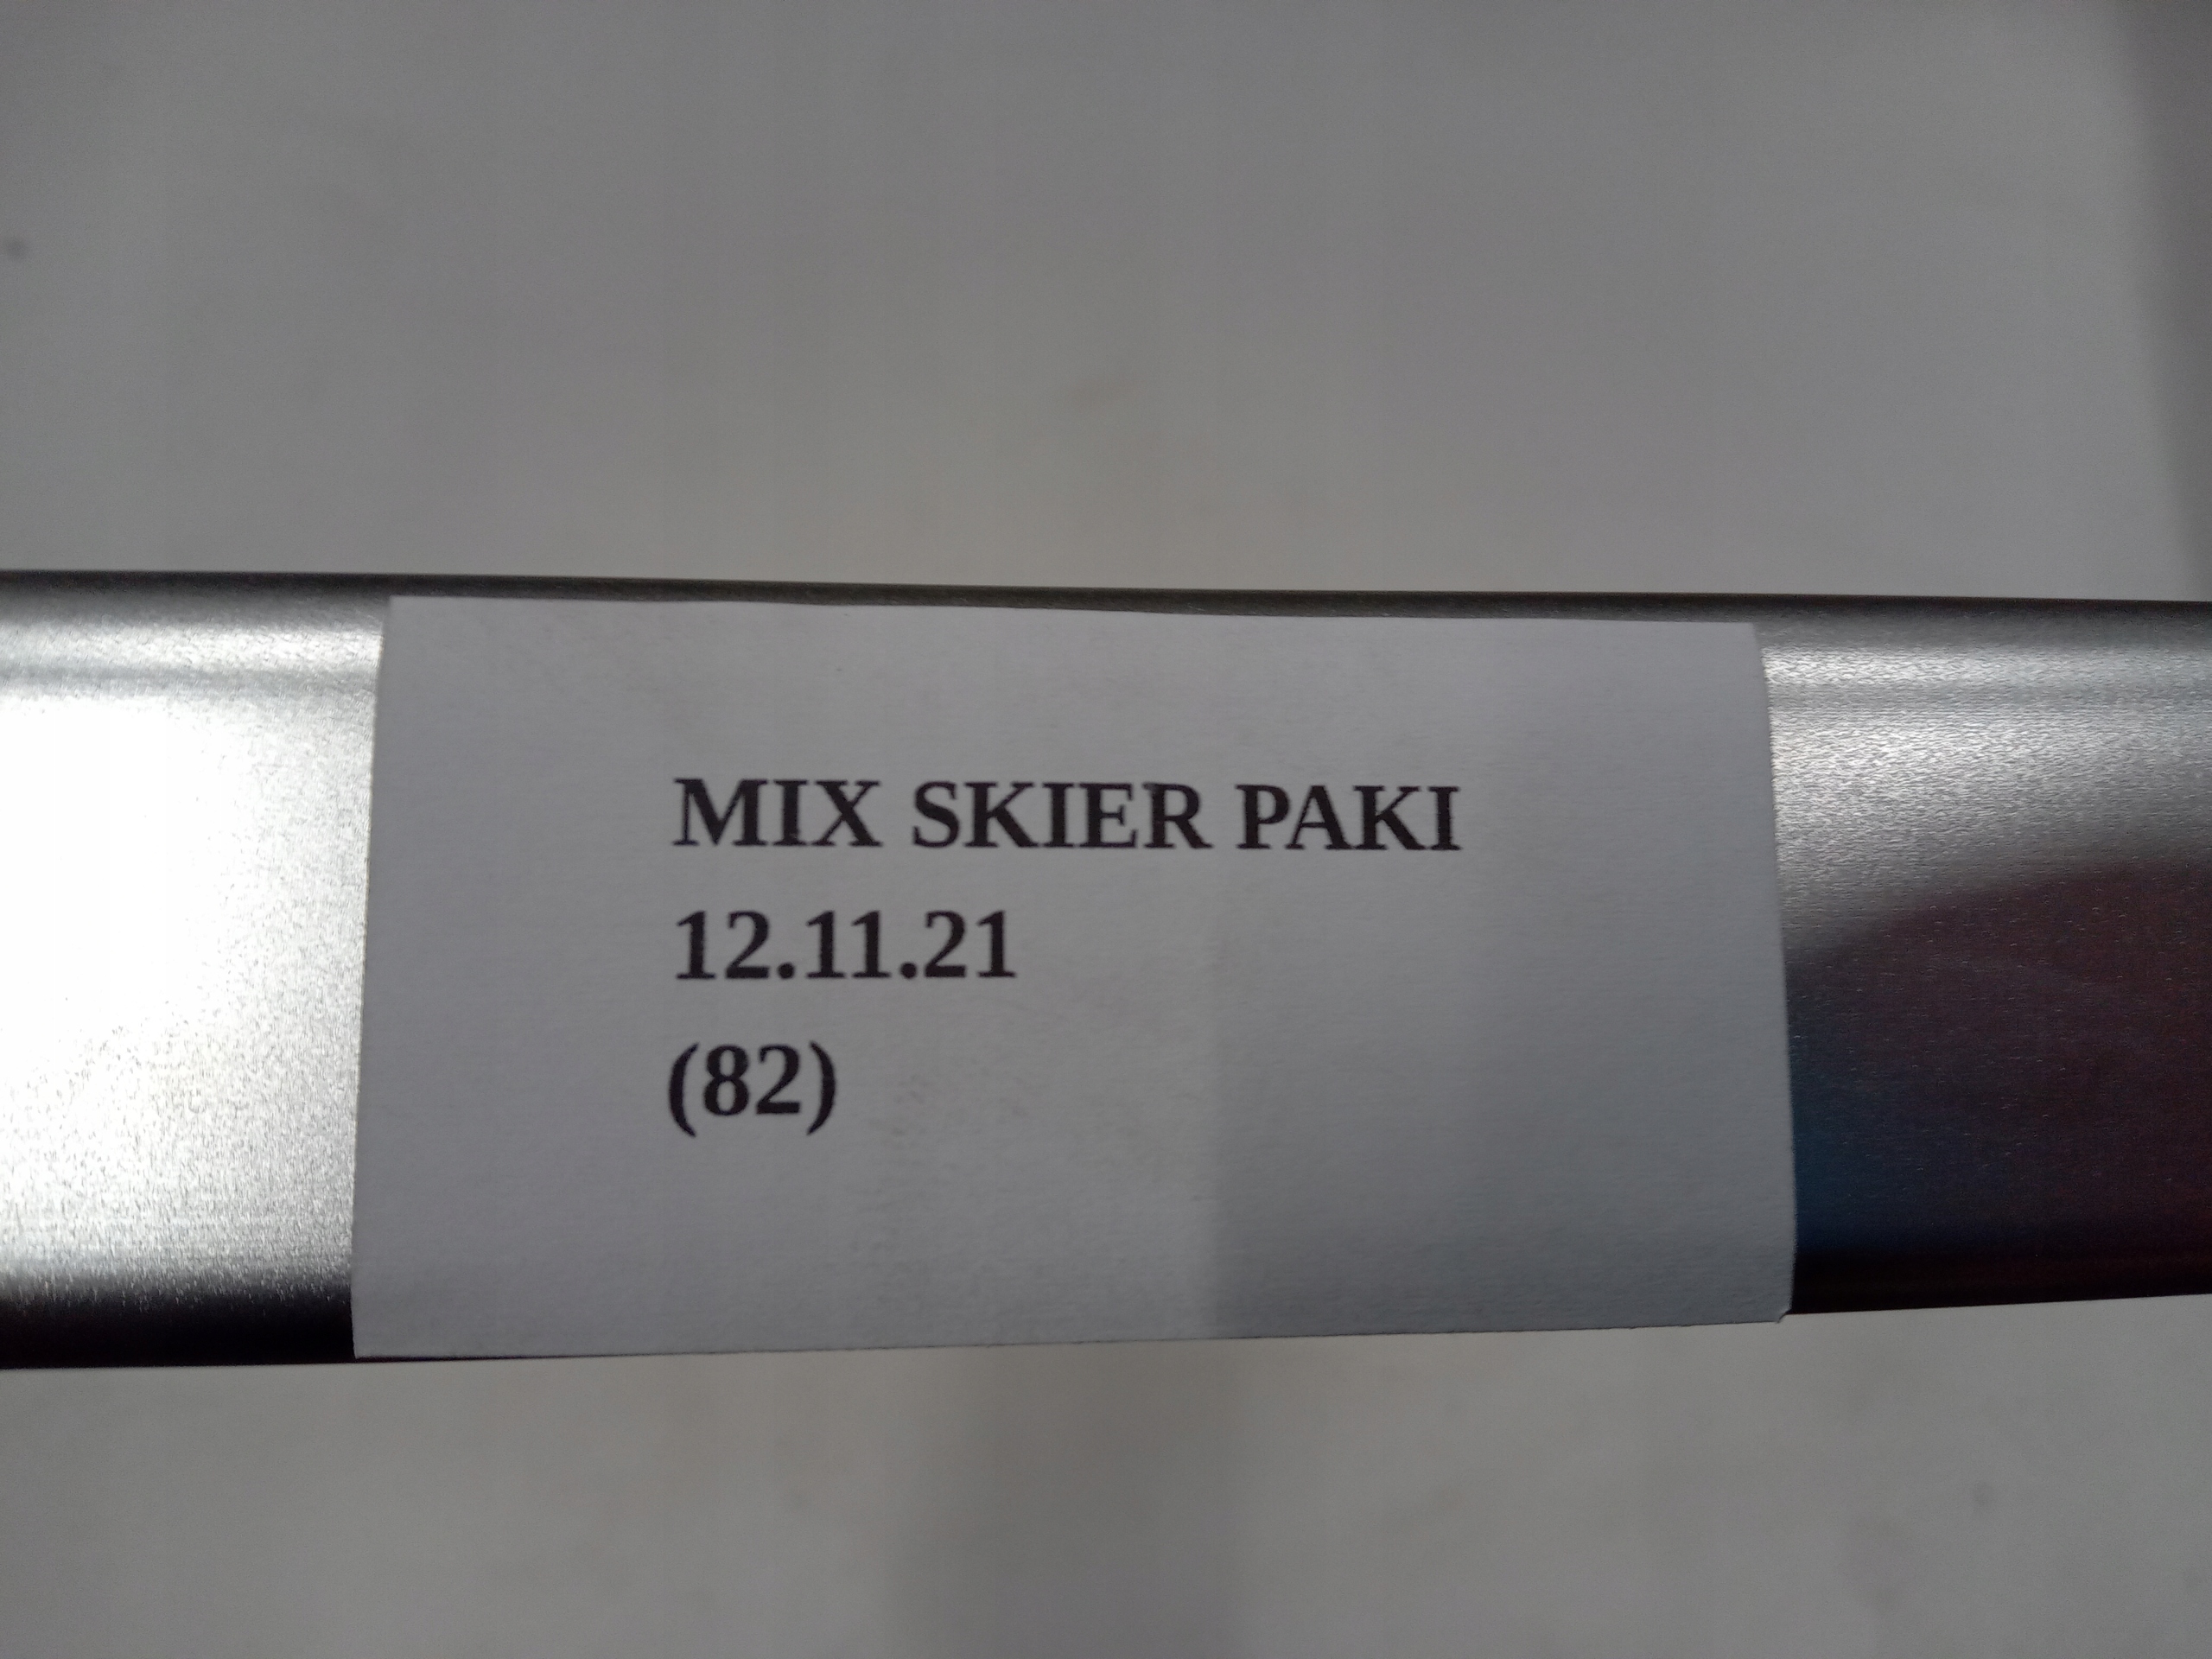 MIX SKIER PAKI
12.11.21
(82)